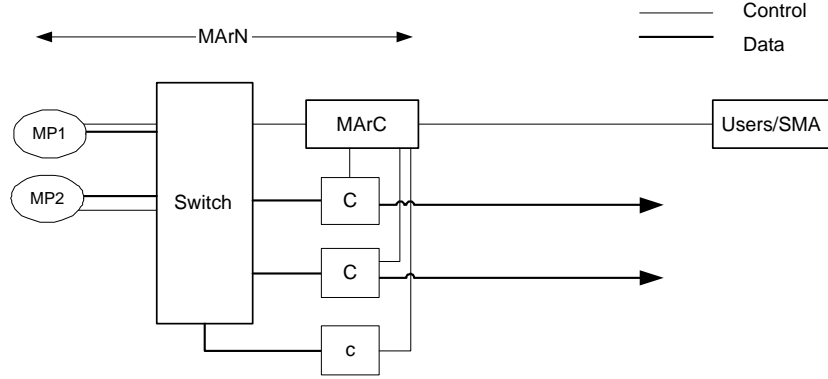 Control
MArN
Data
MP1
MArC
Users/SMA
MP2
Switch
C
C
c